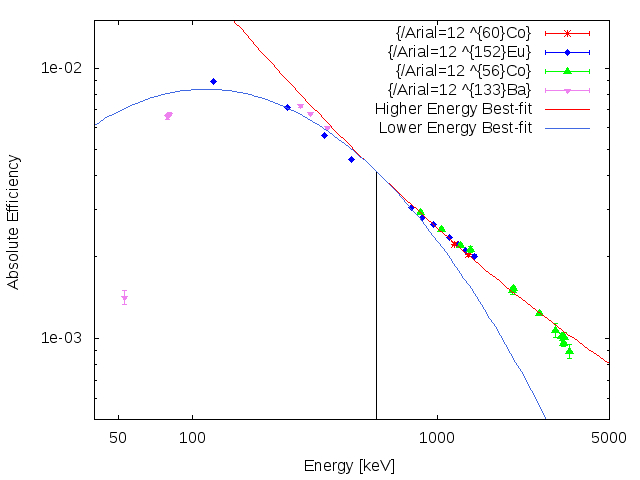 {/Arial=12 ^{60}Co}
{/Arial=12 ^{152}Eu}
{/Arial=12 ^{56}Co}
{/Arial=12 ^{133}Ba}
Higher Energy Best-fit
Lower Energy Best-fit
1e-02
1e-03
Absolute Efficiency
50 100 1000 5000
Energy [keV]